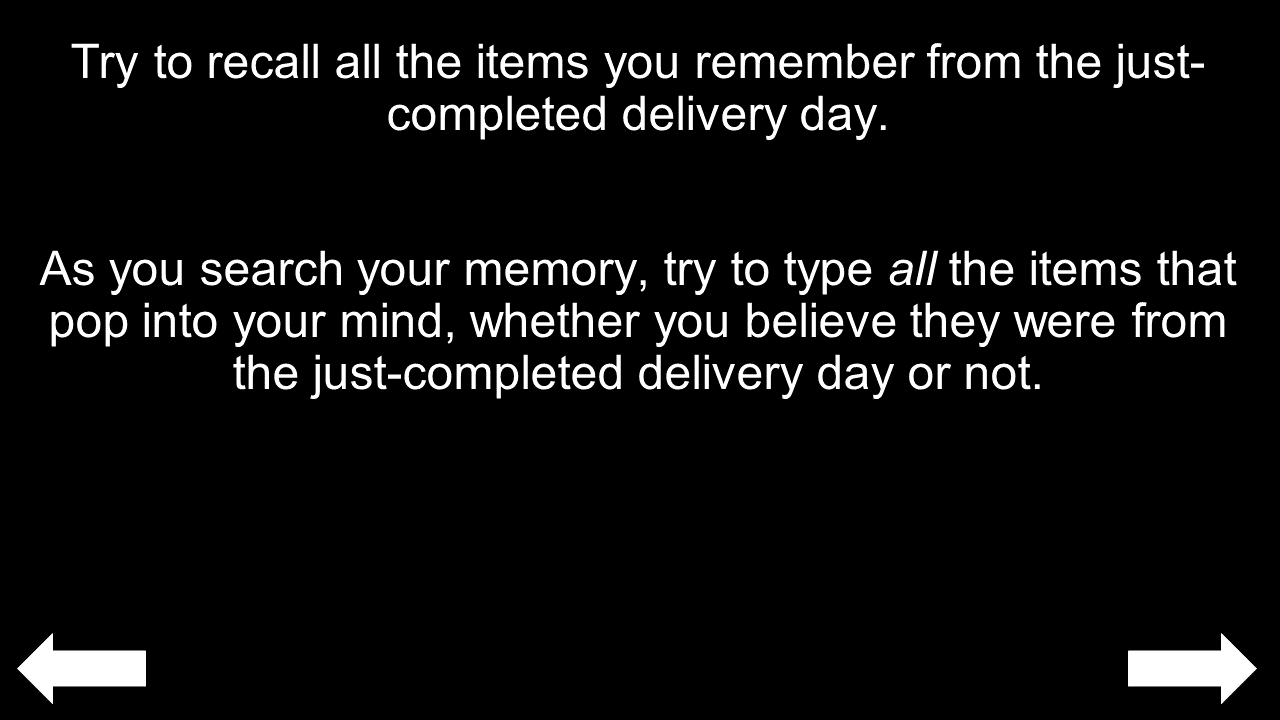 Try to recall all the items you remember from the just-
completed delivery day.
As you search your memory, try to type all the items that
pop into your mind, whether you believe they were from
the just-completed delivery day or not.